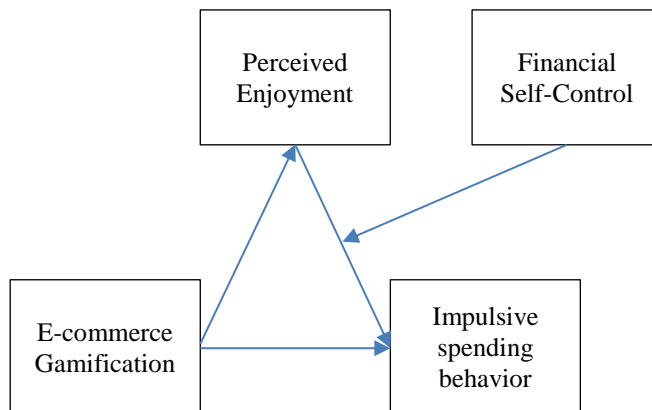 Perceived
Enjoyment
Financial
Self-Control
E-commerce
Gamification
Impulsive
spending
behavior